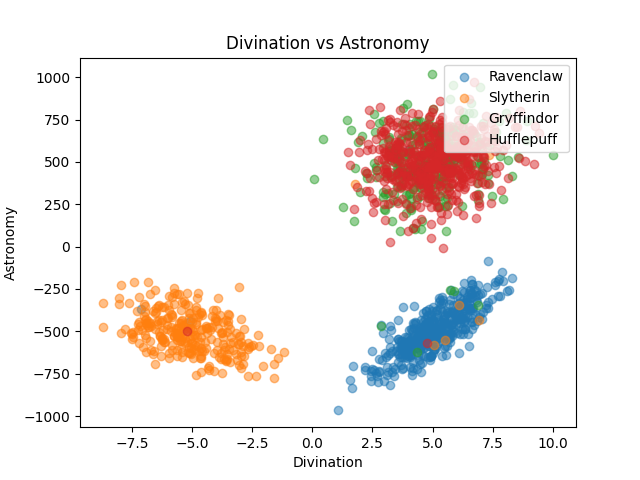 Divination vs Astronomy
Ravenclaw
Slytherin
Gryffindor
Hufflepuff
1000
750
500
250
0
−250
−500
−750
−1000
Astronomy
−7.5
−5.0
−2.5
0.0
2.5
5.0
7.5
10.0
Divination